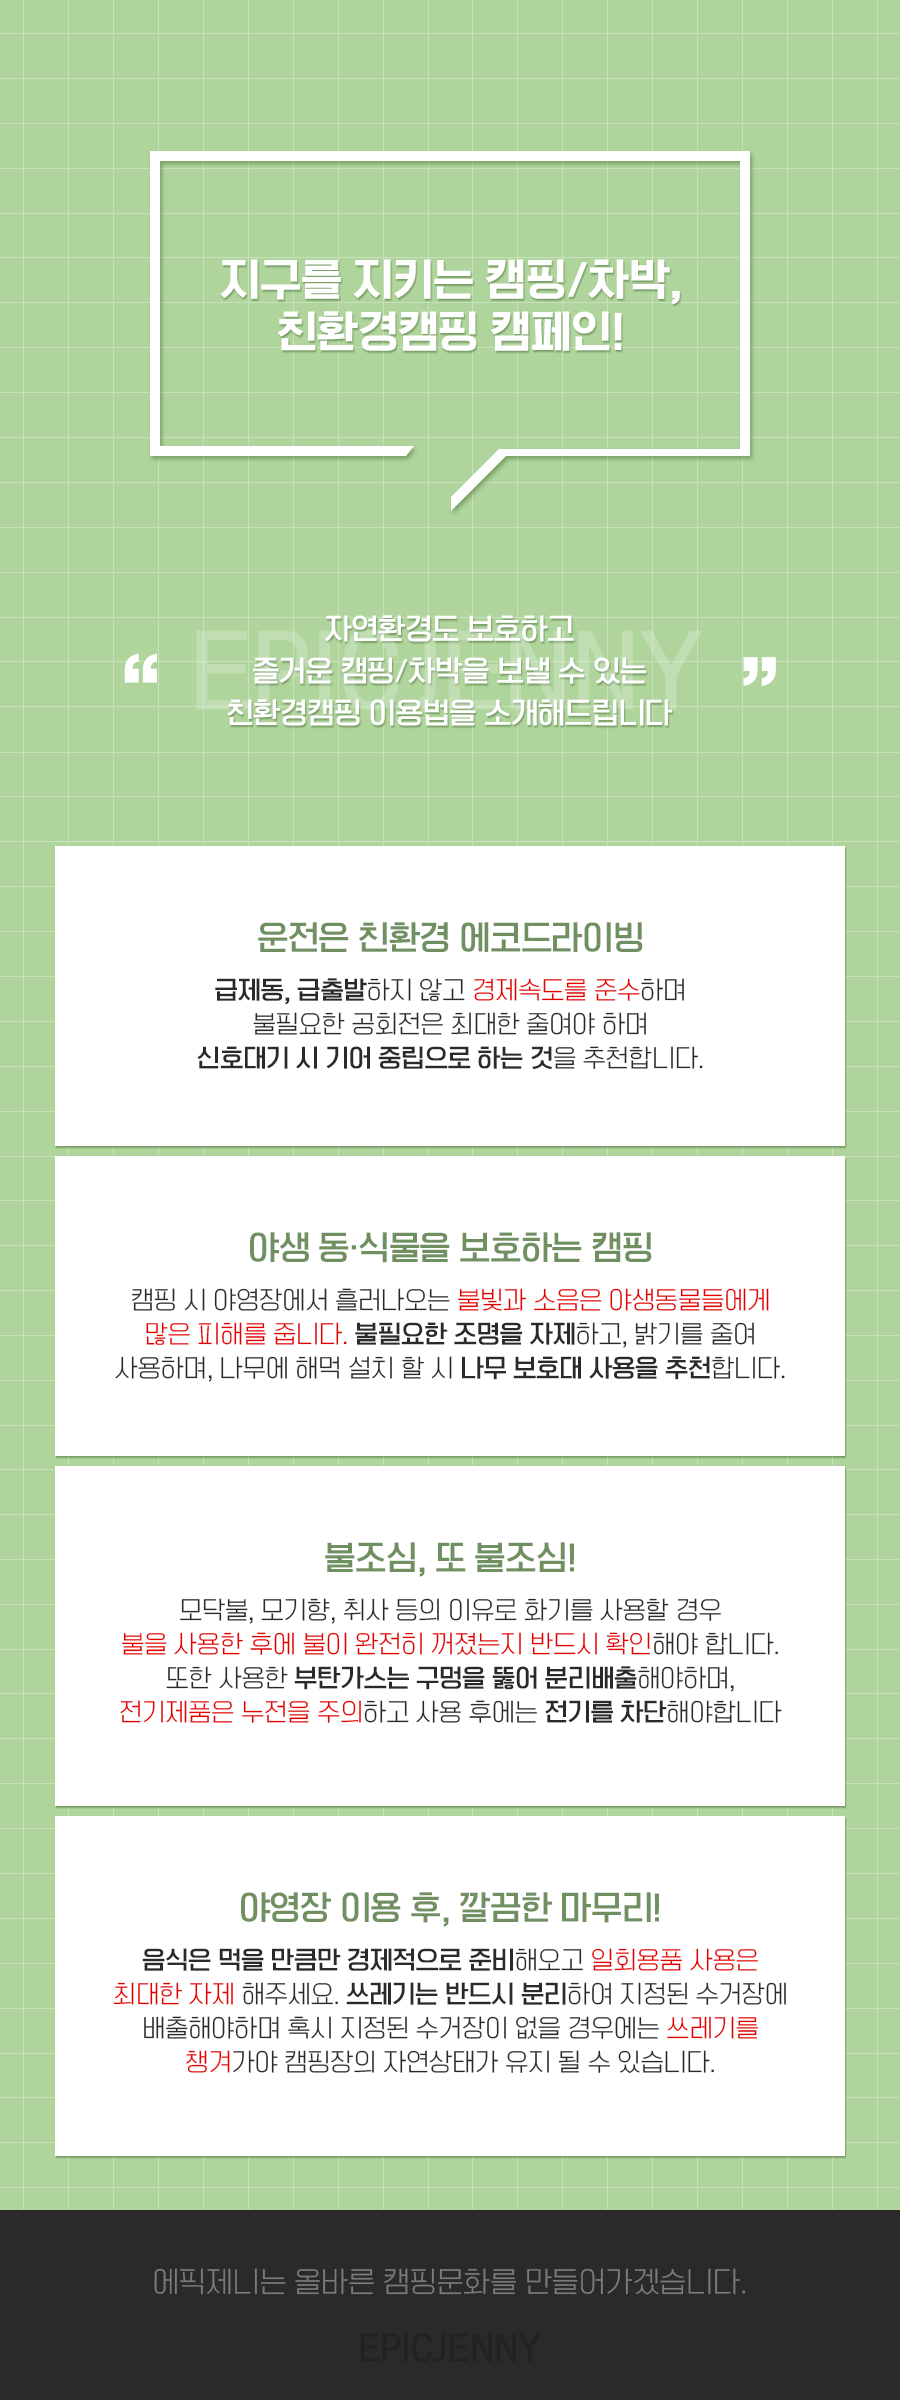 지구를 지키는 캠핑/차박,
친환경캠핑 캠페인!
EPICJENNY
자연환경도 보호하고
“ 즐거운 캠핑/차박을 보낼 수 있는 ”
친환경캠핑 이용법을 소개해드립니다
운전은 친환경 에코드라이빙
급제동, 급출발하지 않고 경제속도를 준수하며
불필요한 공회전은 최대한 줄여야 하며
신호대기 시 기어 중립으로 하는 것을 추천합니다.
야생 동·식물을 보호하는 캠핑
캠핑 시 야영장에서 흘러나오는 불빛과 소음은 야생동물들에게
많은 피해를 줍니다. 불필요한 조명을 자제하고, 밝기를 줄여
사용하며, 나무에 해먹 설치 할 시 나무 보호대 사용을 추천합니다.
불조심, 또 불조심!
모닥불, 모기향, 취사 등의 이유로 화기를 사용할 경우
불을 사용한 후에 불이 완전히 꺼졌는지 반드시 확인해야 합니다.
또한 사용한 부탄가스는 구멍을 뚫어 분리배출해야하며,
전기제품은 누전을 주의하고 사용 후에는 전기를 차단해야합니다
야영장 이용 후, 깔끔한 마무리!
음식은 먹을 만큼만 경제적으로 준비해오고 일회용품 사용은
최대한 자제 해주세요. 쓰레기는 반드시 분리하여 지정된 수거장에
배출해야하며 혹시 지정된 수거장이 없을 경우에는 쓰레기를
챙겨가야 캠핑장의 자연상태가 유지 될 수 있습니다.
에픽제니는 올바른 캠핑문화를 만들어가겠습니다.
EPICJENNY